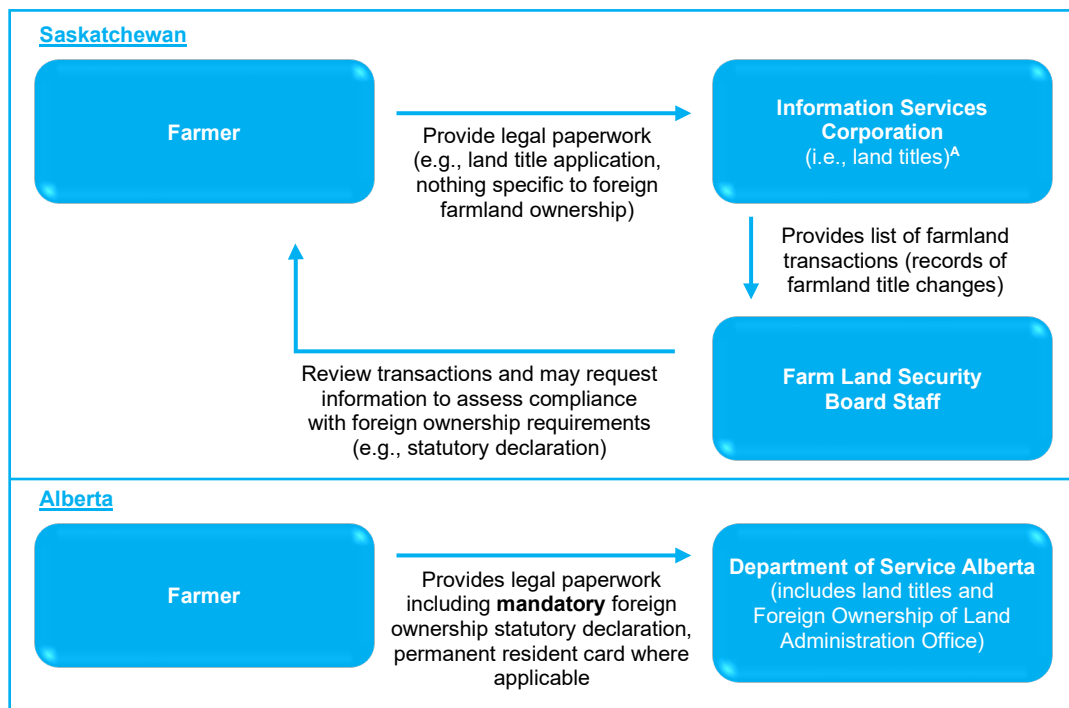 Saskatchewan
Farmer
Provide legal paperwork
(e.g., land title application,
nothing specific to foreign
farmland ownership)
Information Services
Corporation
(i.e., land titles)ᴬ
Provides list of farmland
transactions (records of
farmland title changes)
Farm Land Security
Board Staff
Review transactions and may request
information to assess compliance
with foreign ownership requirements
(e.g., statutory declaration)
Alberta
Farmer
Provides legal paperwork
including mandatory foreign
ownership statutory declaration,
permanent resident card where
applicable
Department of Service Alberta
(includes land titles and
Foreign Ownership of Land
Administration Office)